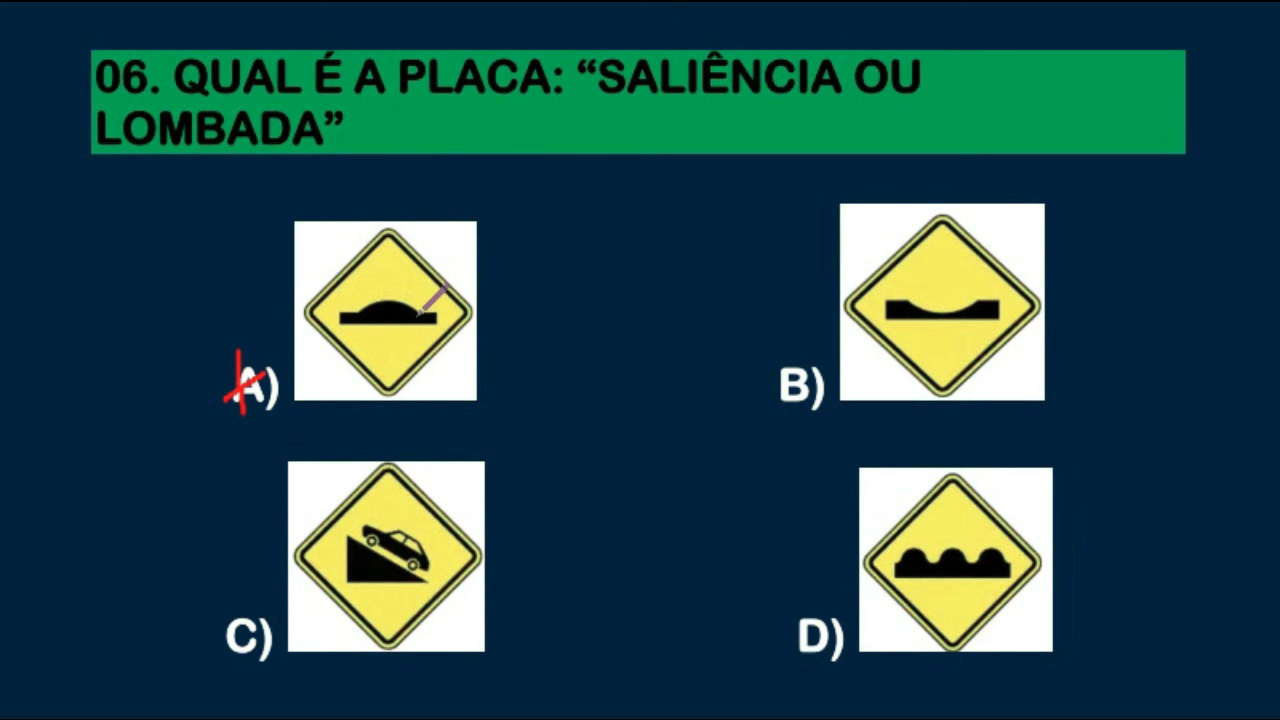 06. QUAL É A PLACA: “SALIÊNCIA OU
LOMBADA”
A)
B)
C)
D)